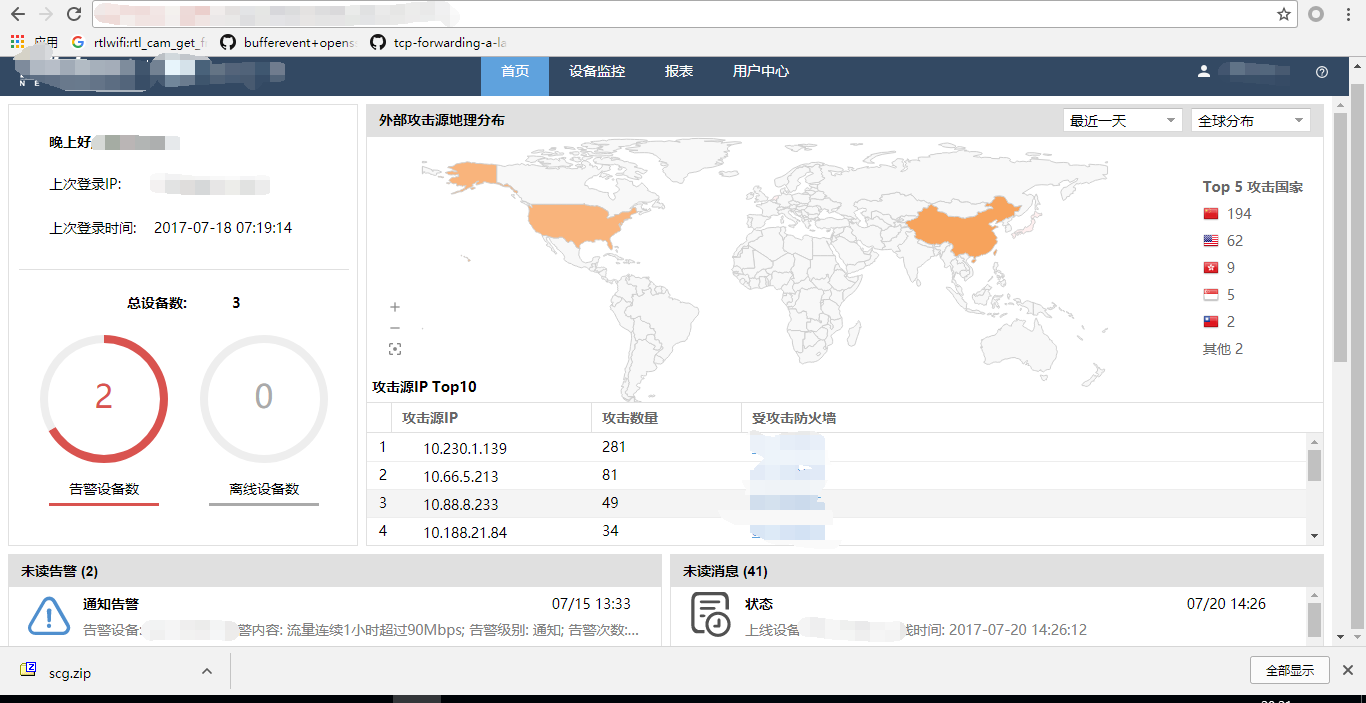 应用 rtlwifi:rtl_cam_get_f bufferevent+opens tcp-forwarding-a-la
N E
首页 设备监控 报表 用户中心
晚上好
上次登录IP:
上次登录时间: 2017-07-18 07:19:14
总设备数: 3
2 0
告警设备数 离线设备数
外部攻击源地理分布 最近一天 全球分布
Top 5 攻击国家
194
62
9
5
2
其他 2
+
−
攻击源IP Top10
攻击源IP 攻击数量 受攻击防火墙
1 10.230.1.139 281
2 10.66.5.213 81
3 10.88.8.233 49
4 10.188.21.84 34
未读告警 (2)
通知告警 07/15 13:33
告警设备: 警内容: 流量连续1小时超过90Mbps; 告警级别: 通知; 告警次数:...
未读消息 (41)
状态 07/20 14:26
上线设备 线时间: 2017-07-20 14:26:12
scg.zip 全部显示